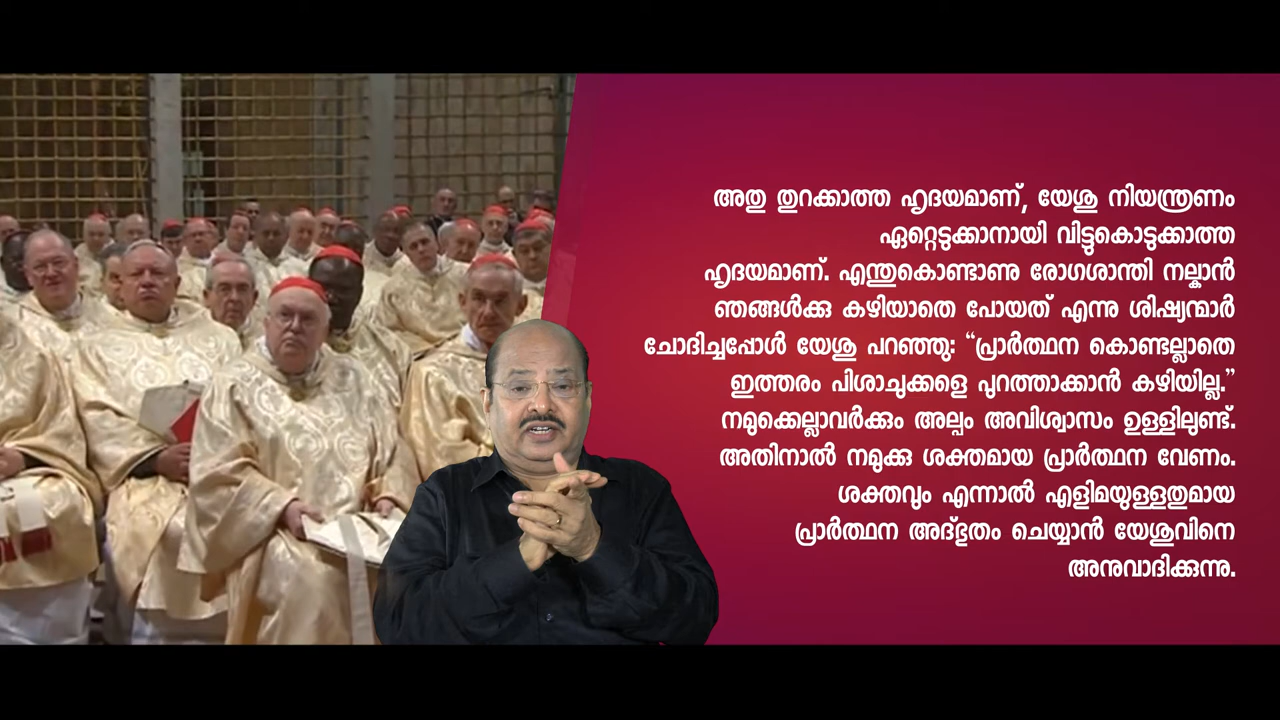 അതു തുറക്കാത്ത ഹൃദയമാണ്, യേശു നിയന്ത്രണം
ഏറ്റെടുക്കാനായി വിട്ടുകൊടുക്കാത്ത
ഹൃദയമാണ്. എന്തുകൊണ്ടാണു രോഗശാന്തി നല്കാൻ
ഞങ്ങൾക്കു കഴിയാതെ പോയത് എന്നു ശിഷ്യന്മാർ
ചോദിച്ചപ്പോൾ യേശു പറഞ്ഞു: “പ്രാർത്ഥന കൊണ്ടല്ലാതെ
ഇത്തരം പിശാചുക്കളെ പുറത്താക്കാൻ കഴിയില്ല.”
നമുക്കെല്ലാവർക്കും അല്പം അവിശ്വാസം ഉള്ളിലുണ്ട്.
അതിനാൽ നമുക്കു ശക്തമായ പ്രാർത്ഥന വേണം.
ശക്തവും എന്നാൽ എളിമയുള്ളതുമായ
പ്രാർത്ഥന അദ്ഭുതം ചെയ്യാൻ യേശുവിനെ
അനുവാദിക്കുന്നു.